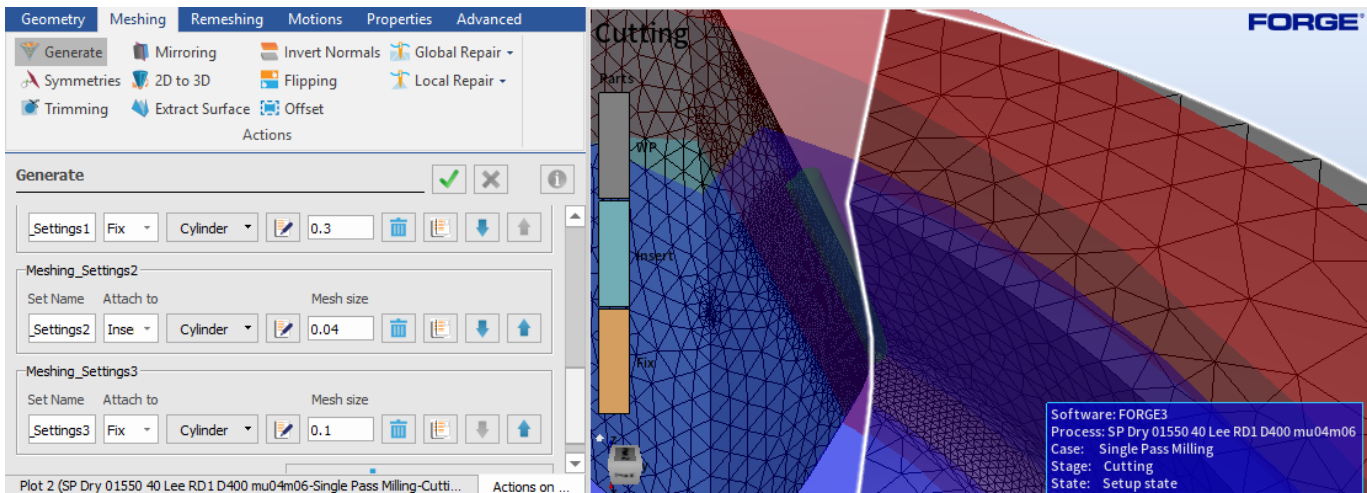 Geometry Meshing Remeshing Motions Properties Advanced
Generate Mirroring Invert Normals Global Repair
Symmetries 2D to 3D Flipping Local Repair
Trimming Extract Surface Offset
Actions
Generate
_Settings1 Fix Cylinder 0.3
Meshing_Settings2
Set Name Attach to Mesh size
_Settings2 Inse Cylinder 0.04
Meshing_Settings3
Set Name Attach to Mesh size
_Settings3 Fix Cylinder 0.1
Plot 2 (SP Dry 01550 40 Lee RD1 D400 mu04m06-Single Pass Milling-Cutti... Actions on ...
Cutting
FORGE
Parts
WP
Insert
Fix
Software: FORGE3
Process: SP Dry 01550 40 Lee RD1 D400 mu04m06
Case: Single Pass Milling
Stage: Cutting
State: Setup state